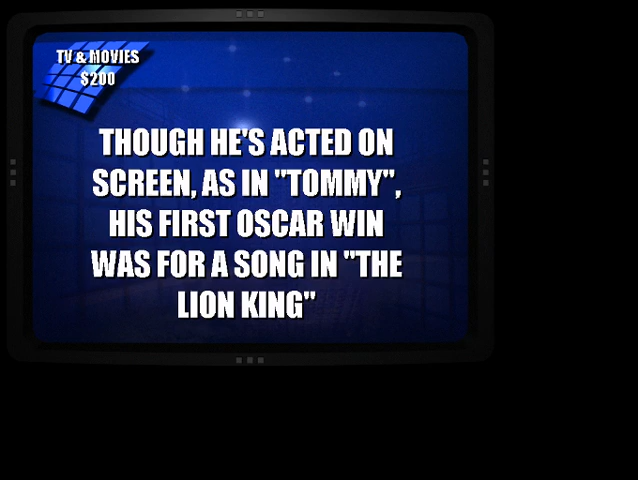 TV & MOVIES
$200
THOUGH HE'S ACTED ON
SCREEN, AS IN "TOMMY",
HIS FIRST OSCAR WIN
WAS FOR A SONG IN "THE
LION KING"